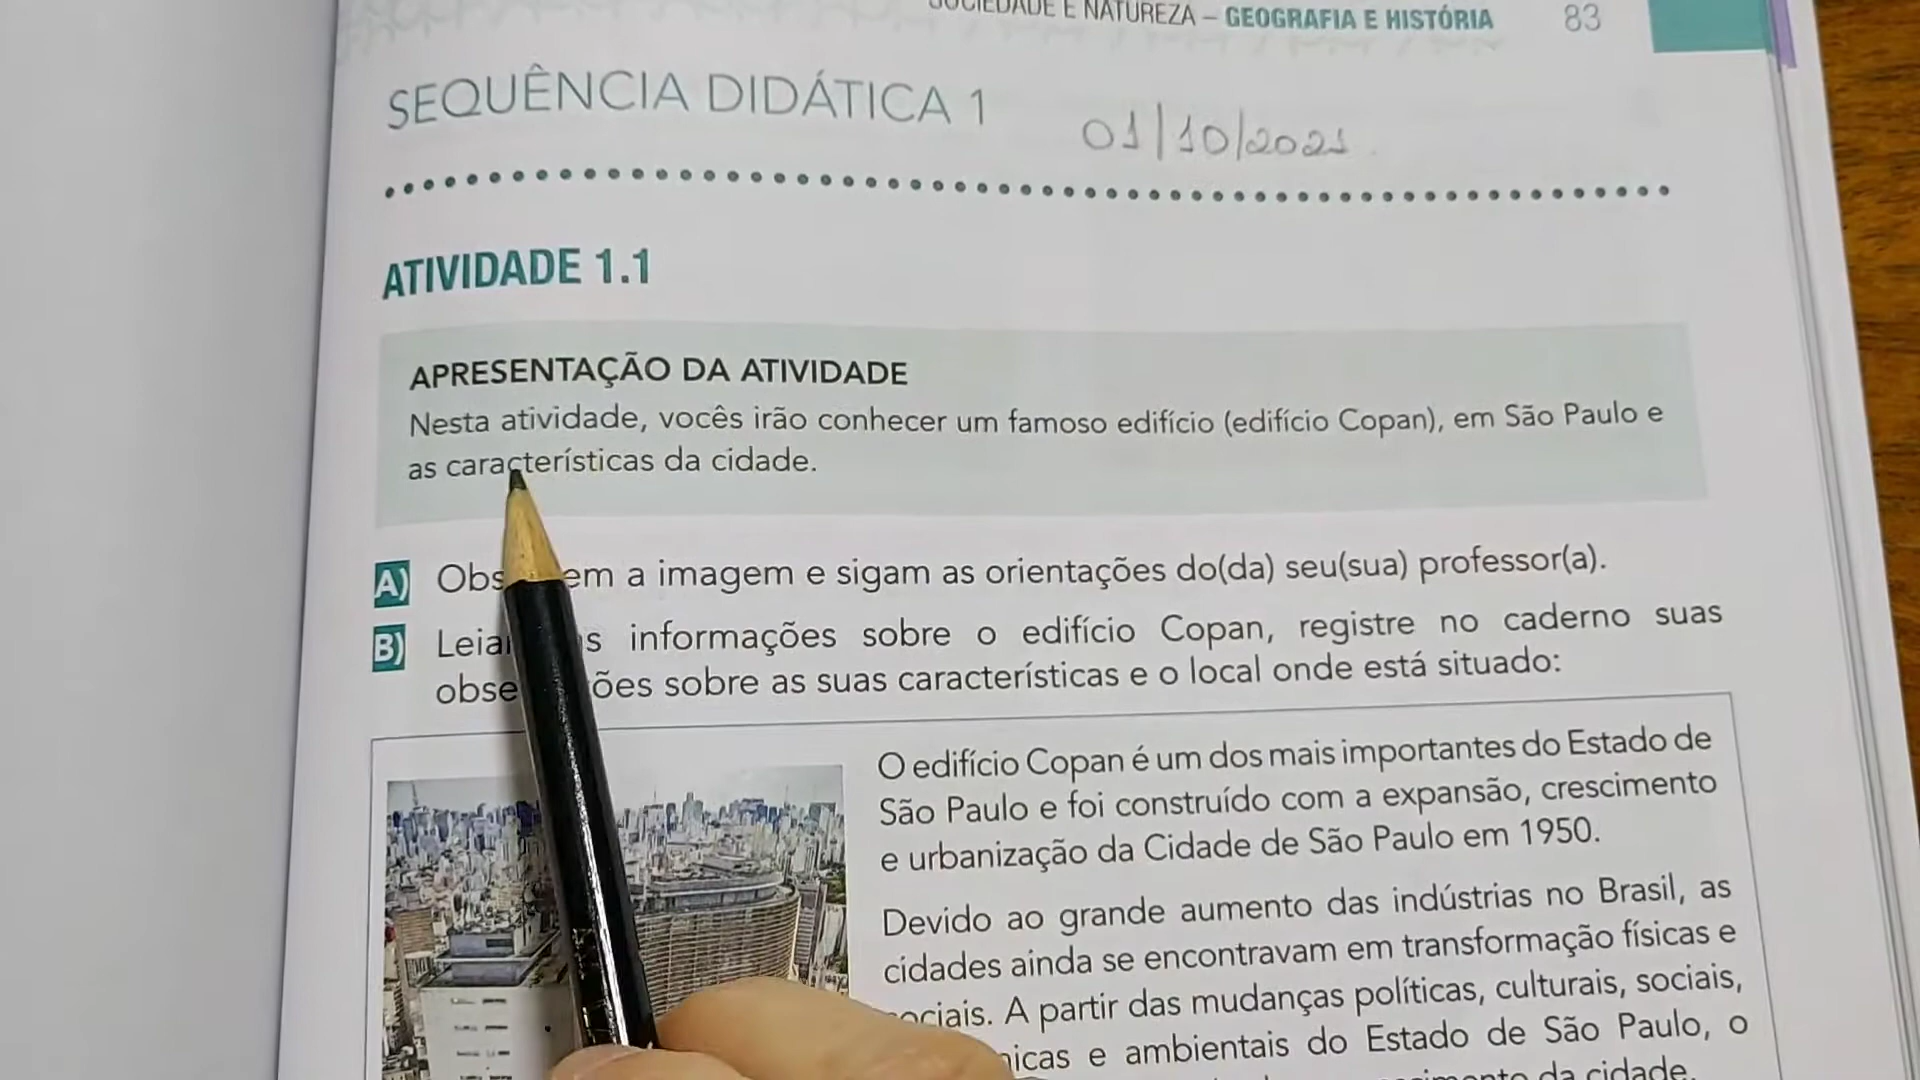 SOCIEDADE E NATUREZA – GEOGRAFIA E HISTÓRIA 83
SEQUÊNCIA DIDÁTICA 1
01/10/2021
ATIVIDADE 1.1
APRESENTAÇÃO DA ATIVIDADE
Nesta atividade, vocês irão conhecer um famoso edifício (edifício Copan), em São Paulo e
as características da cidade.
A) Obs em a imagem e sigam as orientações do(da) seu(sua) professor(a).
B) Leia s informações sobre o edifício Copan, registre no caderno suas
obse ões sobre as suas características e o local onde está situado:
O edifício Copan é um dos mais importantes do Estado de
São Paulo e foi construído com a expansão, crescimento
e urbanização da Cidade de São Paulo em 1950.
Devido ao grande aumento das indústrias no Brasil, as
cidades ainda se encontravam em transformação físicas e
ociais. A partir das mudanças políticas, culturais, sociais,
icas e ambientais do Estado de São Paulo, o
da cidade.